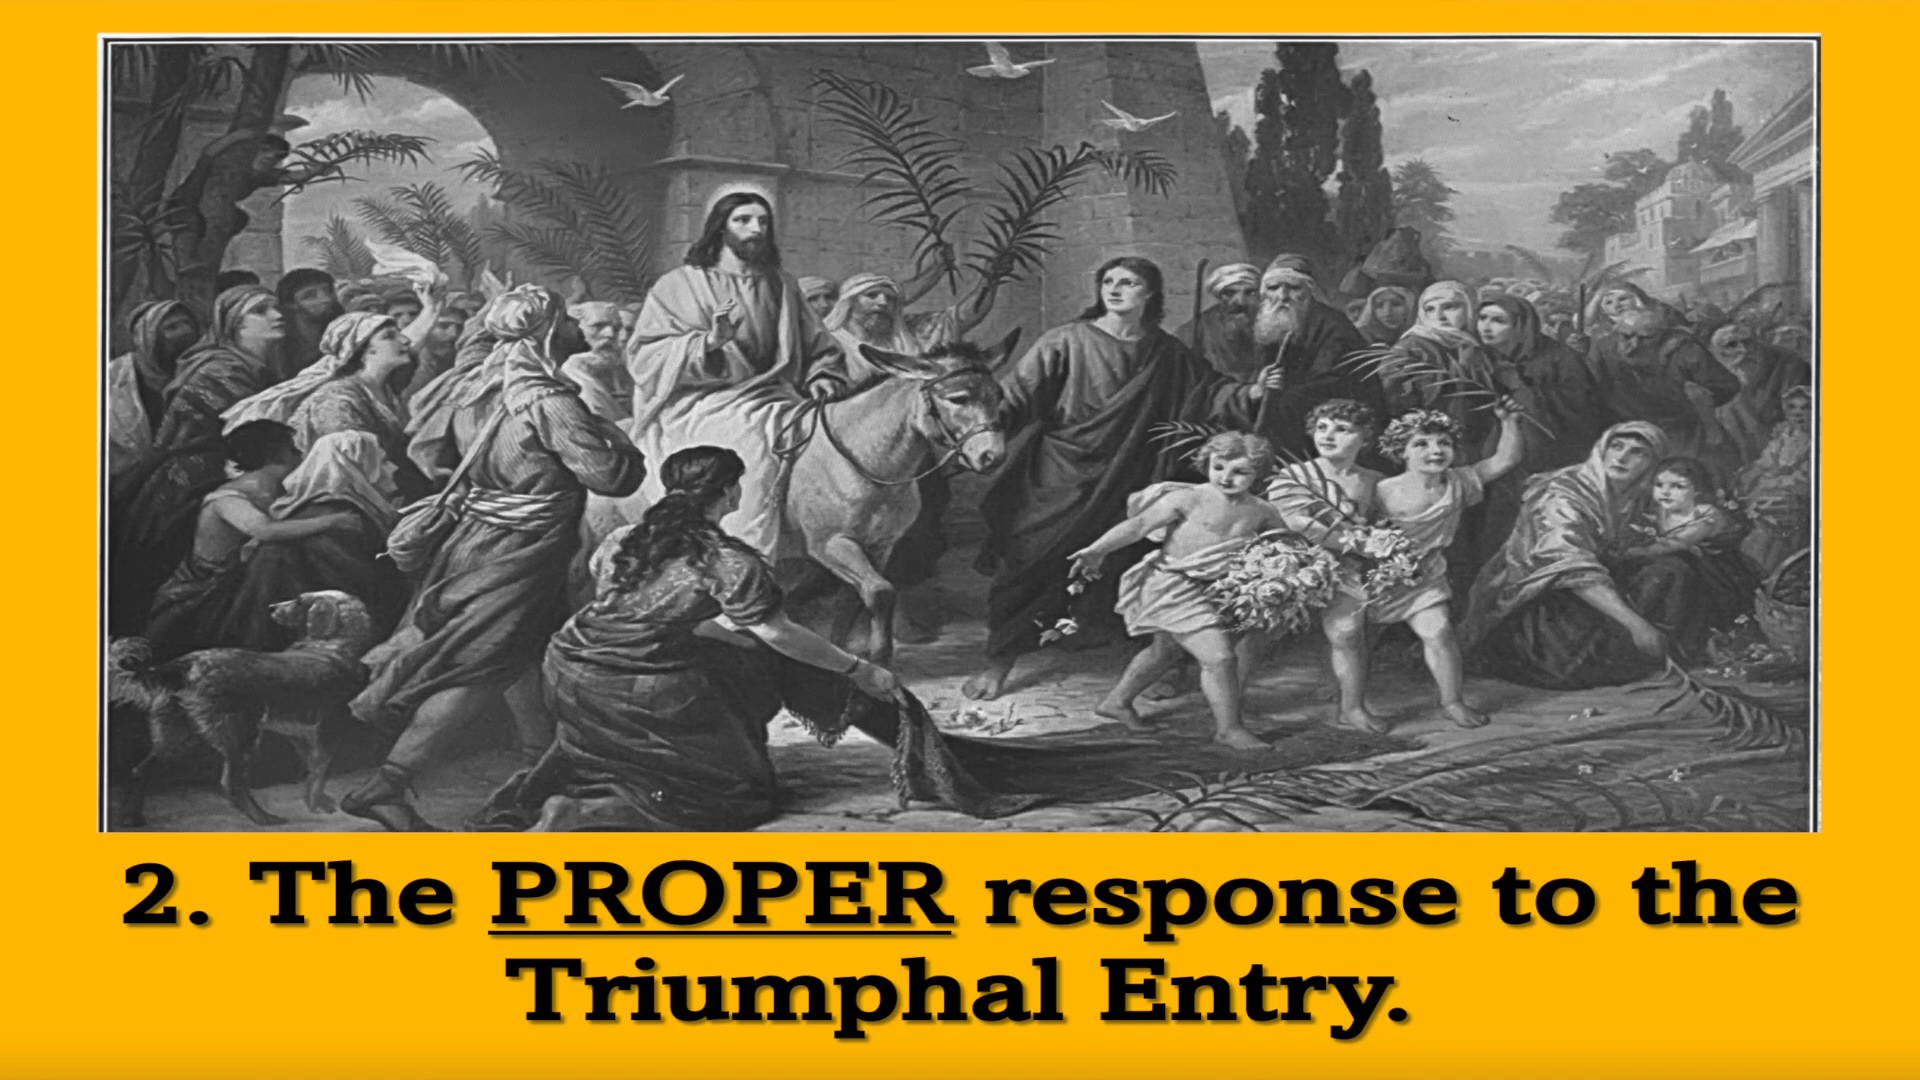 2. The PROPER response to the
Triumphal Entry.